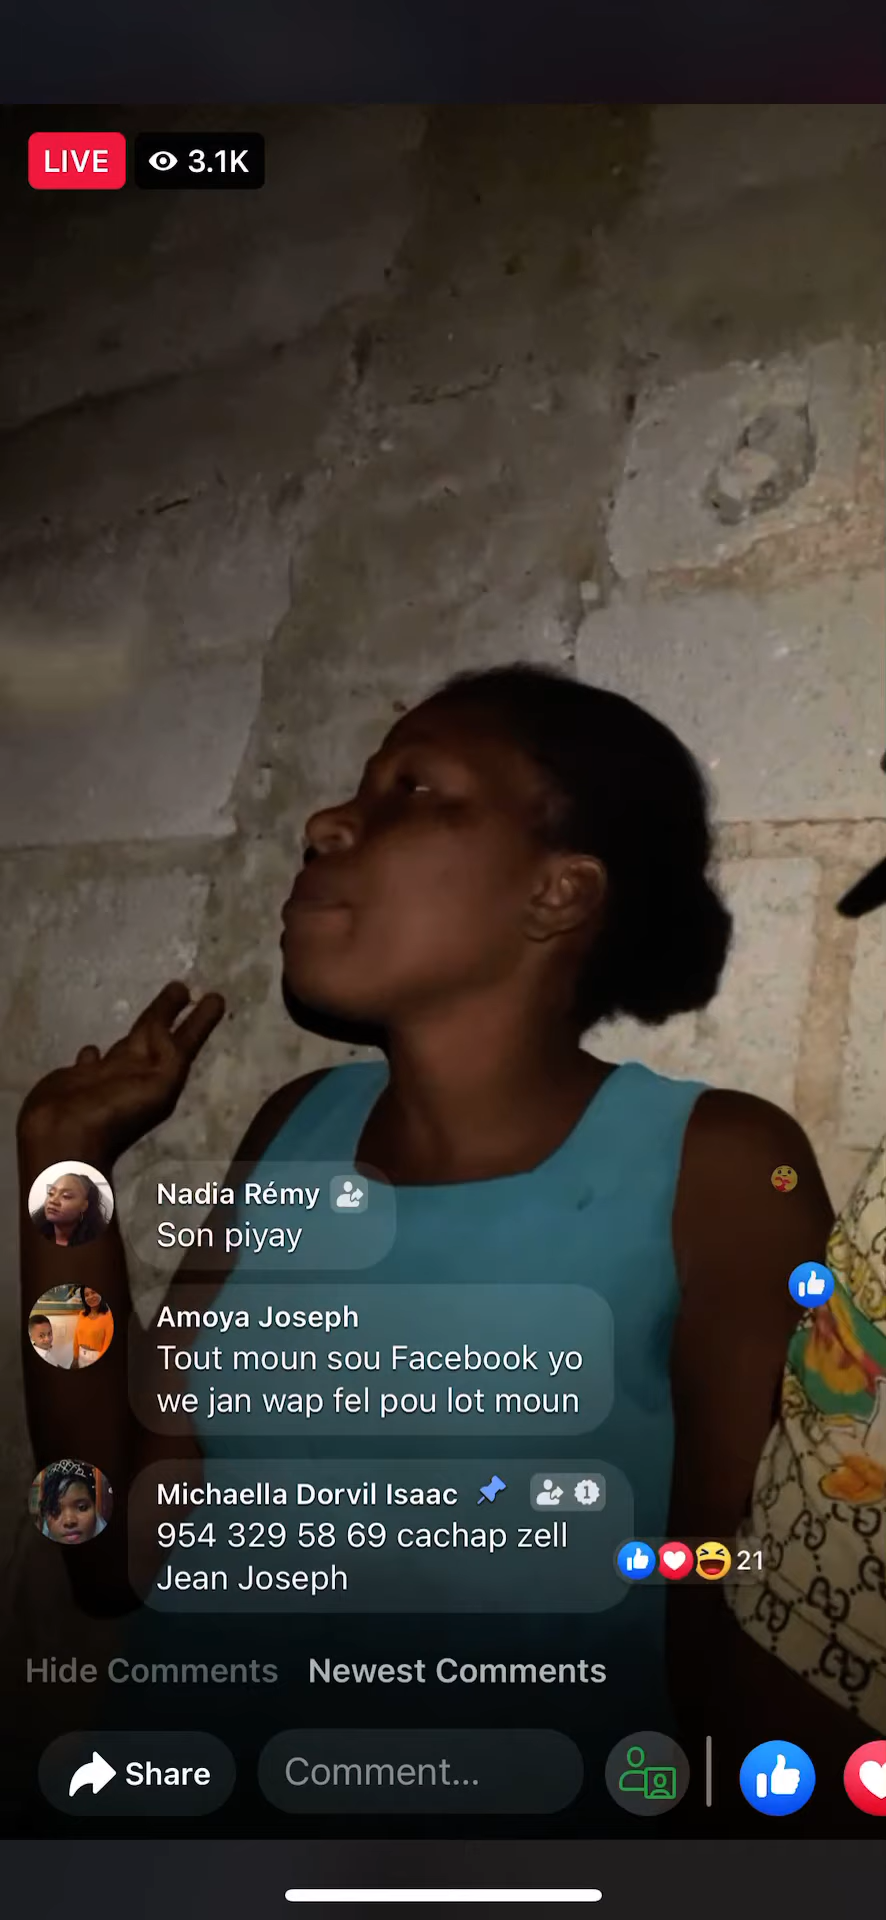 LIVE 3.1K
Nadia Rémy
Son piyay
Amoya Joseph
Tout moun sou Facebook yo
we jan wap fel pou lot moun
Michaella Dorvil Isaac 1
954 329 58 69 cachap zell
Jean Joseph
21
Hide Comments Newest Comments
Share Comment...